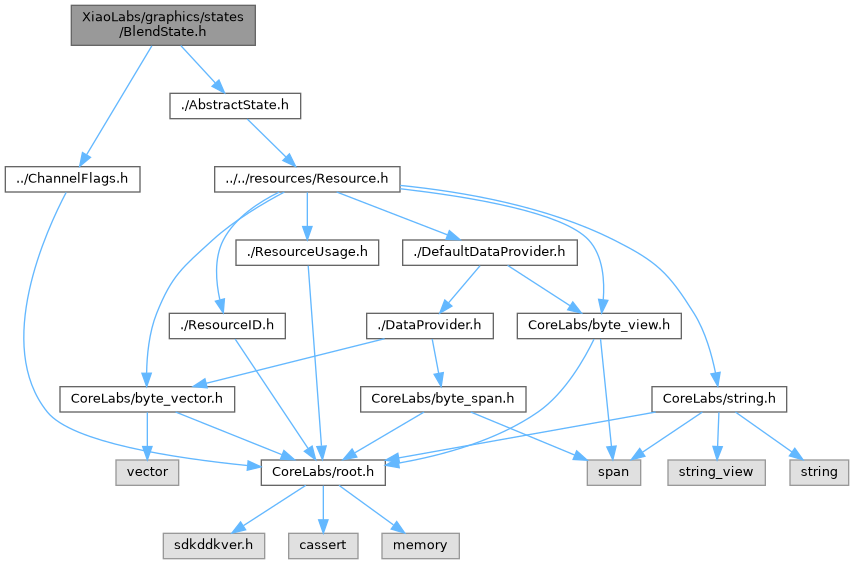 XiaoLabs/graphics/states
/BlendState.h
./AbstractState.h
../ChannelFlags.h
../../resources/Resource.h
./ResourceUsage.h
./DefaultDataProvider.h
./ResourceID.h
./DataProvider.h
CoreLabs/byte_view.h
CoreLabs/byte_vector.h
CoreLabs/byte_span.h
CoreLabs/string.h
vector
CoreLabs/root.h
span
string_view
string
sdkddkver.h
cassert
memory